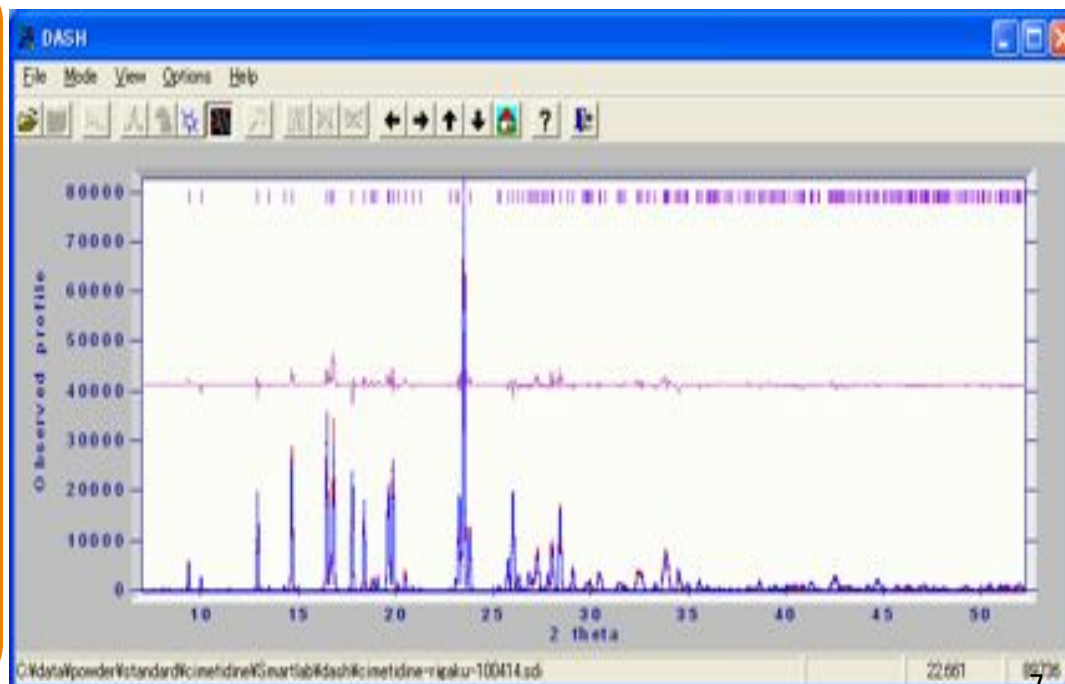 DASH
File Mode View Options Help
80000
70000
60000
50000
40000
30000
20000
10000
0
Observed profile
10 15 20 25 30 35 40 45 50
2 theta
C:¥data¥powder¥standard¥cimetidine¥Smartlab¥dash¥cimetidine-rigaku-100414.sdi 22.661
7